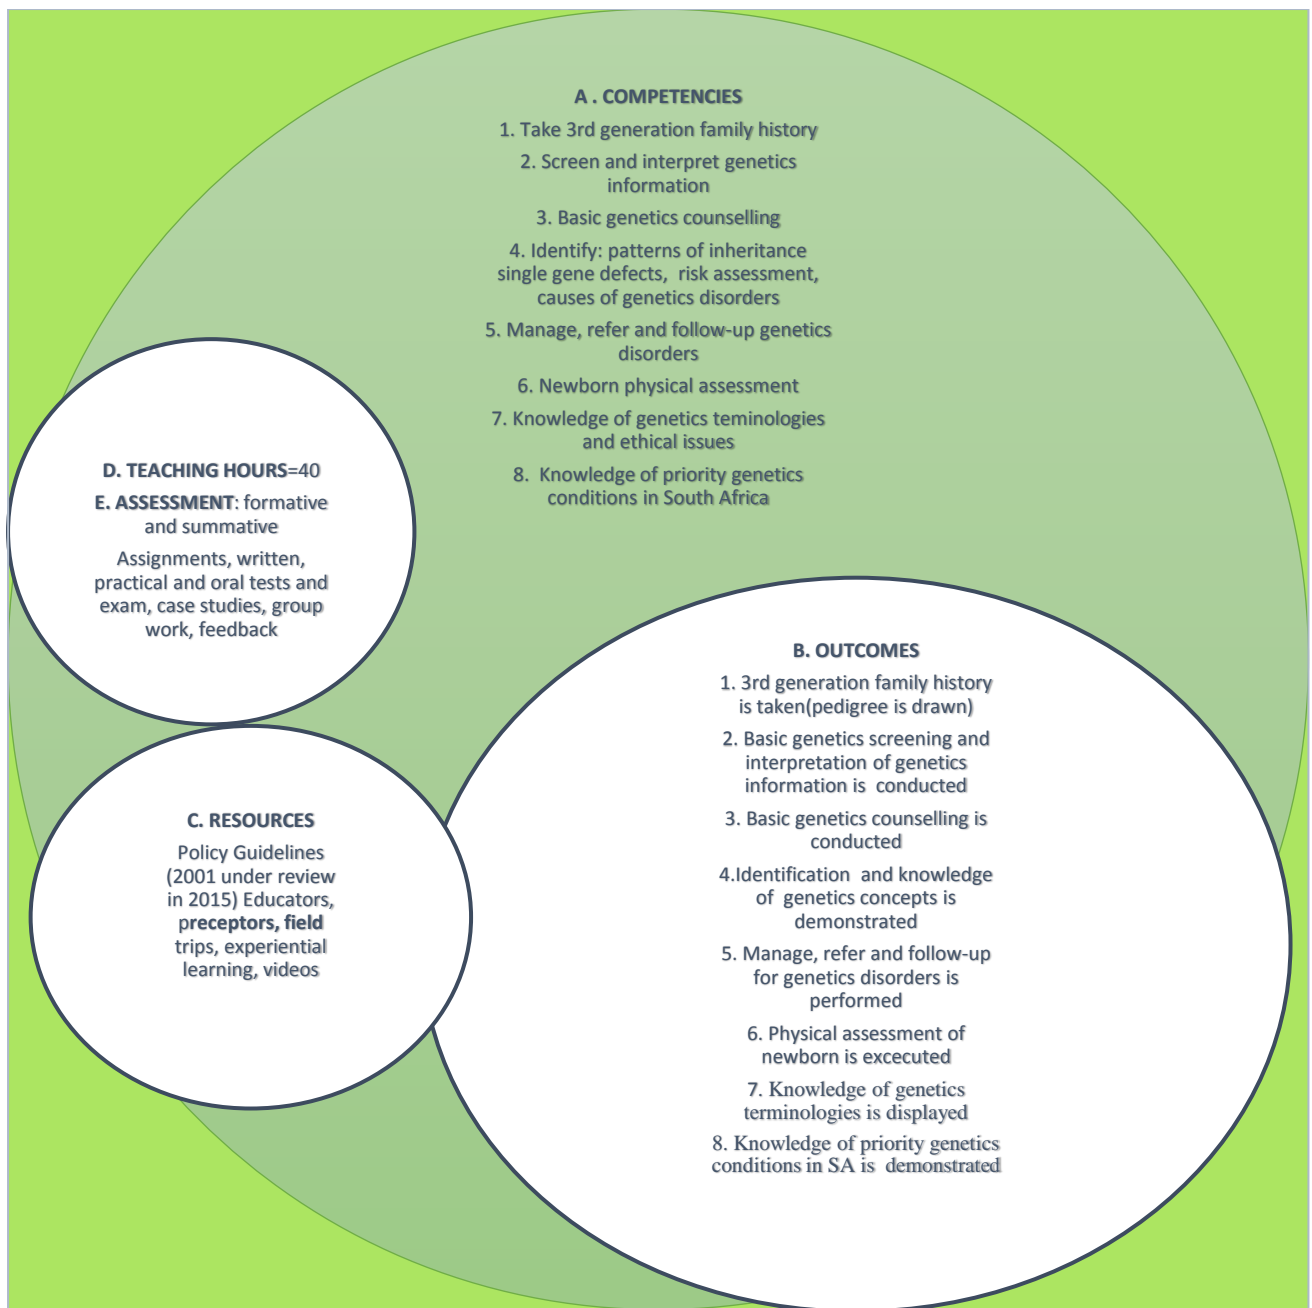 A . COMPETENCIES
1. Take 3rd generation family history
2. Screen and interpret genetics
information
3. Basic genetics counselling
4. Identify: patterns of inheritance
single gene defects, risk assessment,
causes of genetics disorders
5. Manage, refer and follow-up genetics
disorders
6. Newborn physical assessment
7. Knowledge of genetics teminologies
and ethical issues
8. Knowledge of priority genetics
conditions in South Africa
D. TEACHING HOURS=40
E. ASSESSMENT: formative
and summative
Assignments, written,
practical and oral tests and
exam, case studies, group
work, feedback
B. OUTCOMES
1. 3rd generation family history
is taken(pedigree is drawn)
2. Basic genetics screening and
interpretation of genetics
information is conducted
3. Basic genetics counselling is
conducted
4.Identification and knowledge
of genetics concepts is
demonstrated
5. Manage, refer and follow-up
for genetics disorders is
performed
6. Physical assessment of
newborn is excecuted
7. Knowledge of genetics
terminologies is displayed
8. Knowledge of priority genetics
conditions in SA is demonstrated
C. RESOURCES
Policy Guidelines
(2001 under review
in 2015) Educators,
preceptors, field
trips, experiential
learning, videos